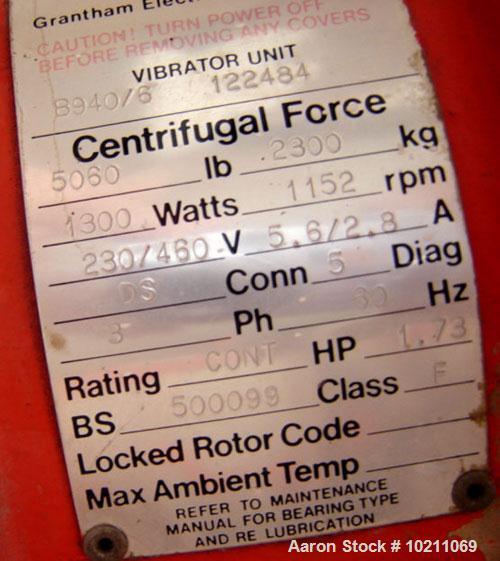 Grantham Elect
CAUTION! TURN POWER OFF
BEFORE REMOVING ANY COVERS
VIBRATOR UNIT
B940/6 122484
Centrifugal Force
5060 lb 2300 kg
1300 Watts 1152 rpm
230/460 V 5.6/2.8 A
DS Conn 5 Diag
3 Ph 60 Hz
Rating CONT HP 1.73
BS 500099 Class F
Locked Rotor Code
Max Ambient Temp
REFER TO MAINTENANCE
MANUAL FOR BEARING TYPE
AND RE LUBRICATION
Aaron Stock # 10211069